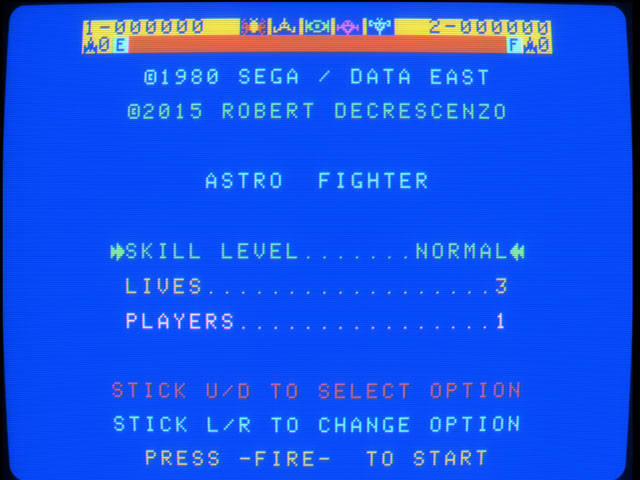 1-000000 2-000000
0 E F 0
©1980 SEGA / DATA EAST
©2015 ROBERT DECRESCENZO
ASTRO FIGHTER
SKILL LEVEL.......NORMAL
LIVES..................3
PLAYERS................1
STICK U/D TO SELECT OPTION
STICK L/R TO CHANGE OPTION
PRESS -FIRE- TO START